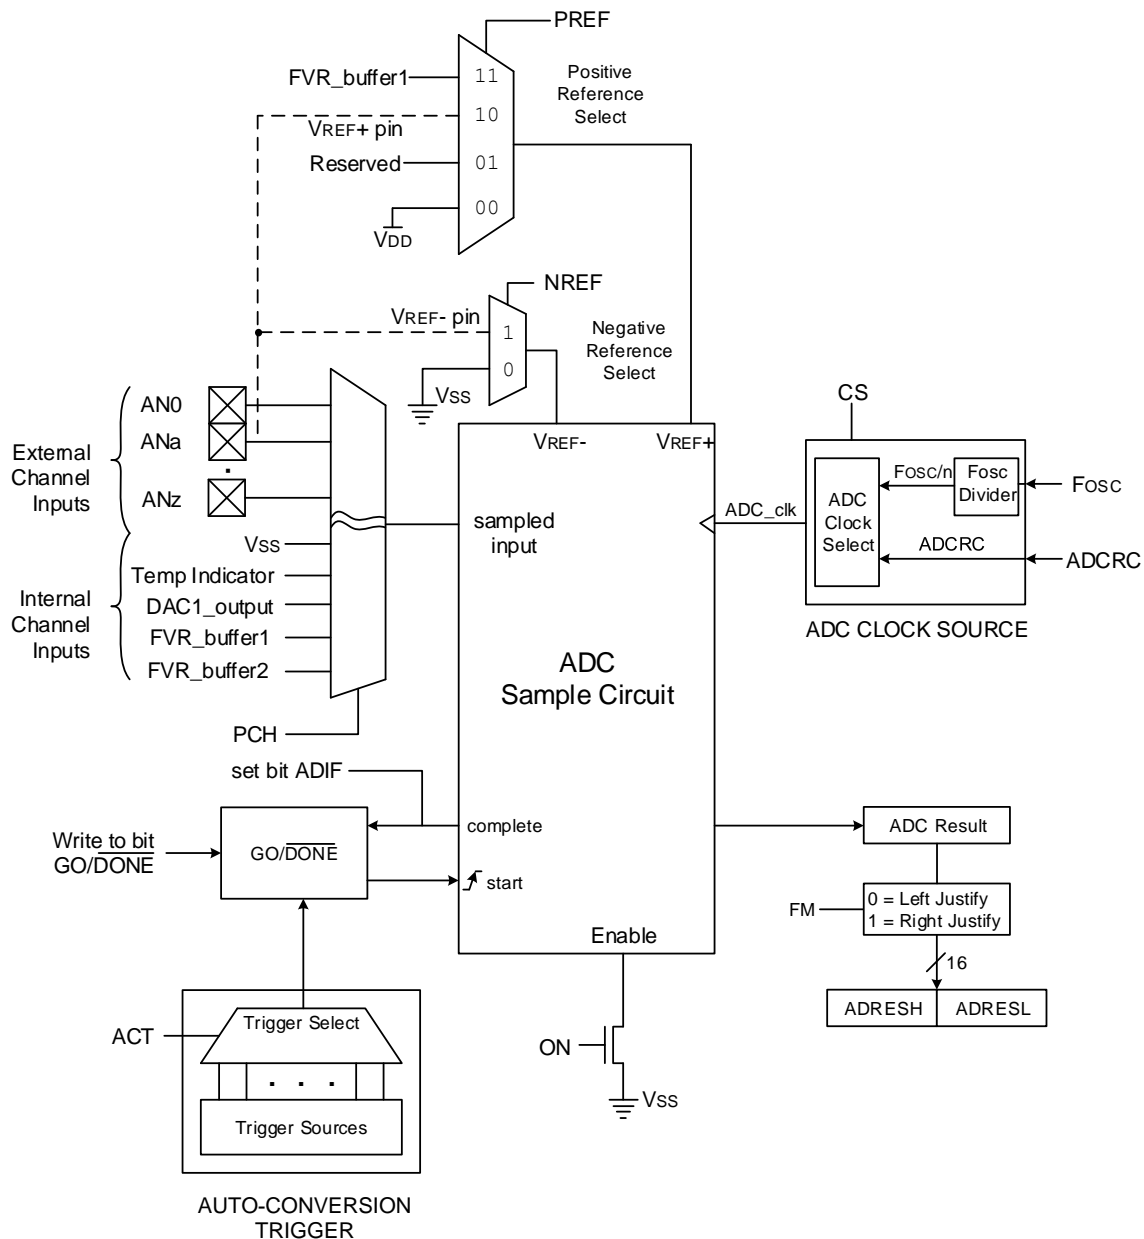 PREF
FVR_buffer1
11
Positive
Reference
Select
10
VREF+ pin
Reserved
01
00
VDD
NREF
VREF- pin
1
Negative
Reference
Select
0
VSS
External
Channel
Inputs
AN0
ANa
.
ANz
VREF-
VREF+
CS
ADC
Clock
Select
FOSC/n
Fosc
Divider
FOSC
ADCRC
ADCRC
ADC CLOCK SOURCE
ADC_clk
sampled
input
Internal
Channel
Inputs
VSS
Temp Indicator
DAC1_output
FVR_buffer1
FVR_buffer2
ADC
Sample Circuit
PCH
set bit ADIF
Write to bit
GO/DONE
GO/DONE
complete
start
Enable
ADC Result
FM
0 = Left Justify
1 = Right Justify
16
ADRESH
ADRESL
ACT
Trigger Select
. . .
Trigger Sources
ON
VSS
AUTO-CONVERSION
TRIGGER